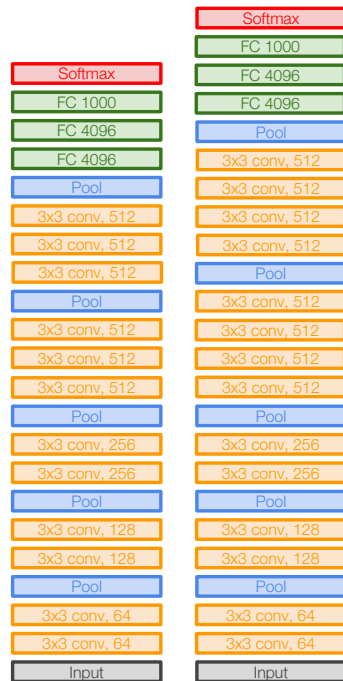 Softmax
FC 1000
FC 4096
FC 4096
Pool
3x3 conv, 512
3x3 conv, 512
3x3 conv, 512
Pool
3x3 conv, 512
3x3 conv, 512
3x3 conv, 512
Pool
3x3 conv, 256
3x3 conv, 256
Pool
3x3 conv, 128
3x3 conv, 128
Pool
3x3 conv, 64
3x3 conv, 64
Input
Softmax
FC 1000
FC 4096
FC 4096
Pool
3x3 conv, 512
3x3 conv, 512
3x3 conv, 512
3x3 conv, 512
Pool
3x3 conv, 512
3x3 conv, 512
3x3 conv, 512
3x3 conv, 512
Pool
3x3 conv, 256
3x3 conv, 256
Pool
3x3 conv, 128
3x3 conv, 128
Pool
3x3 conv, 64
3x3 conv, 64
Input